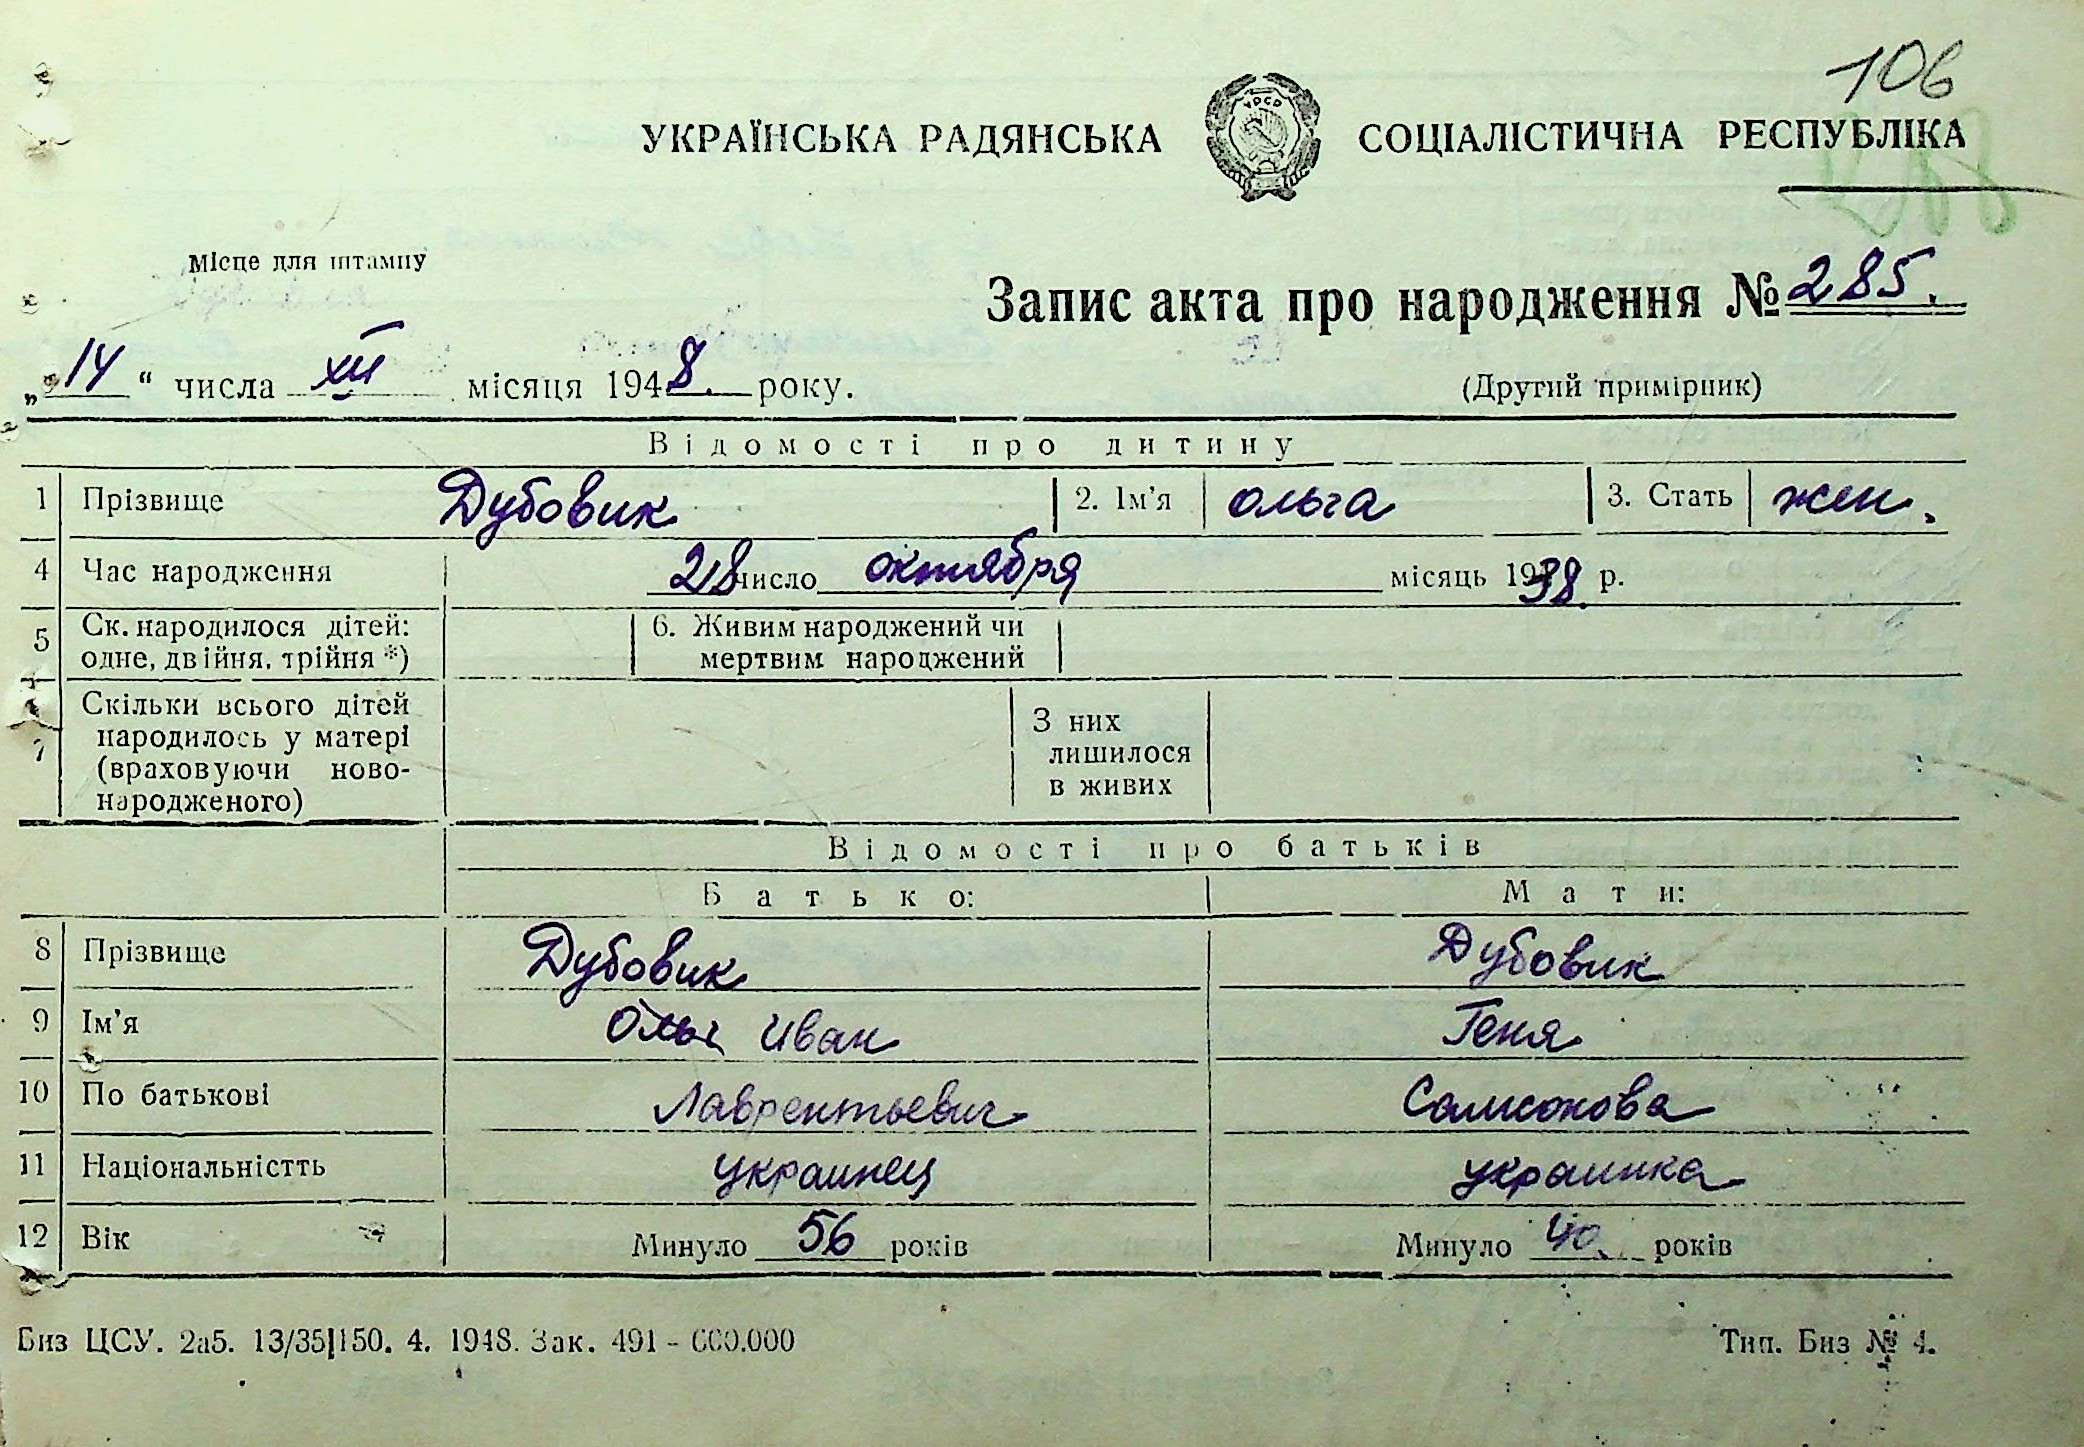 106
УКРАЇНСЬКА РАДЯНСЬКА СОЦІАЛІСТИЧНА РЕСПУБЛІКА
УРСР
Місце для штампу
Запис акта про народження № 285.
„14“ числа XII місяця 1948. року.
(Другий примірник)
Відомості про дитину
1 Прізвище Дубовик 2. Ім'я Ольга 3. Стать жен.
4 Час народження 28 число октября місяць 1938. р.
5 Ск. народилося дітей: одне, двійня, трійня *) 6. Живим народжений чи мертвим народжений
7 Скільки всього дітей народилось у матері (враховуючи новонародженого) З них лишилося в живих
Відомості про батьків
Батько: Мати:
8 Прізвище Дубовик Дубовик
9 Ім'я Иван Геня
10 По батькові Лаврентьевич Самсонова
11 Національністть украинец украинка
12 Вік Минуло 56 років Минуло 40 років
Биз ЦСУ. 2а5. 13/35|150. 4. 1948. Зак. 491 - 600.000 Тип. Биз № 4.